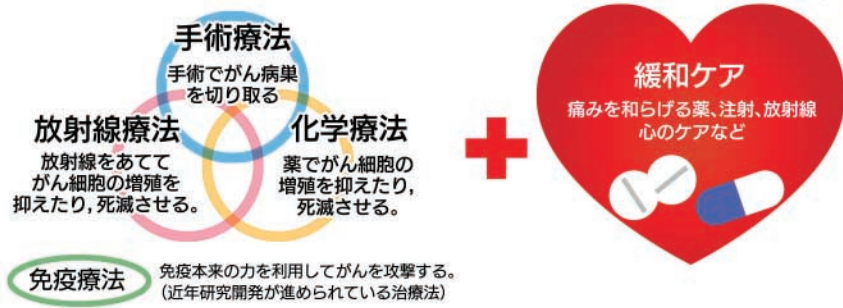 手術療法
手術でがん病巣
を切り取る
放射線療法
放射線をあてて
がん細胞の増殖を
抑えたり,死滅させる。
化学療法
薬でがん細胞の
増殖を抑えたり,
死滅させる。
緩和ケア
痛みを和らげる薬、注射、放射線
心のケアなど
免疫療法
免疫本来の力を利用してがんを攻撃する。
(近年研究開発が進められている治療法)